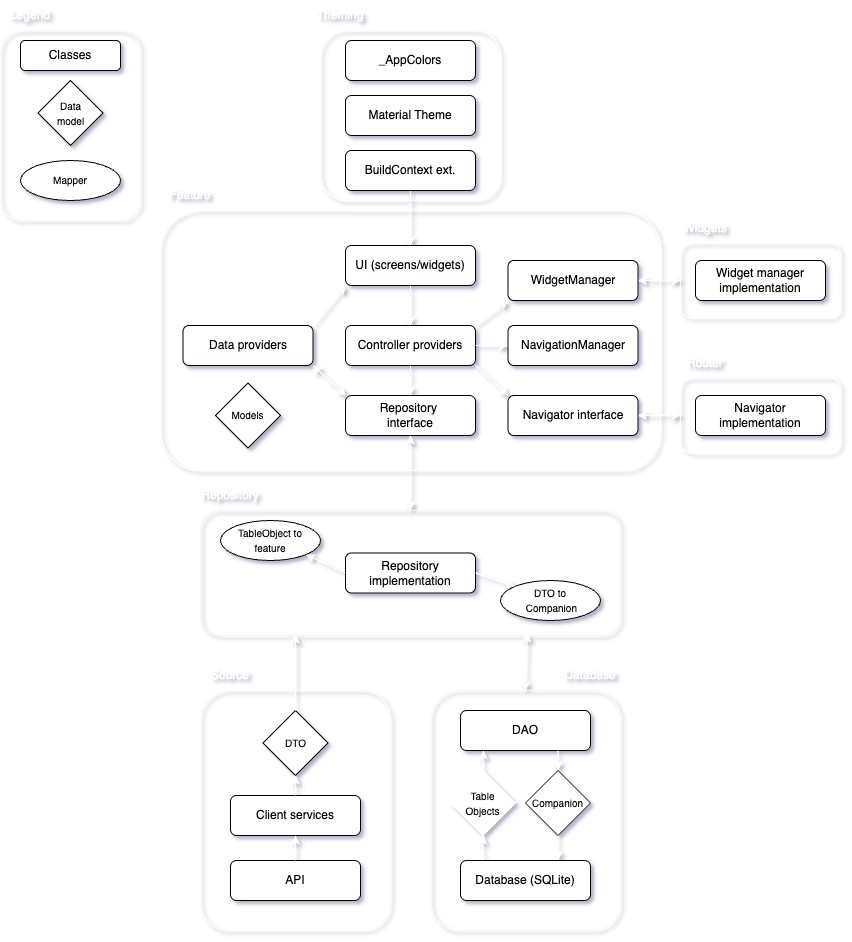 Legend
Classes
Data
model
Mapper
Theming
_AppColors
Material Theme
BuildContext ext.
Feature
UI (screens/widgets)
WidgetManager
Data providers
Controller providers
NavigationManager
Models
Repository
interface
Navigator interface
Widgets
Widget manager
implementation
Router
Navigator
implementation
Repository
TableObject to
feature
Repository
implementation
DTO to
Companion
Source
DTO
Client services
API
Database
DAO
Table
Objects
Companion
Database (SQLite)